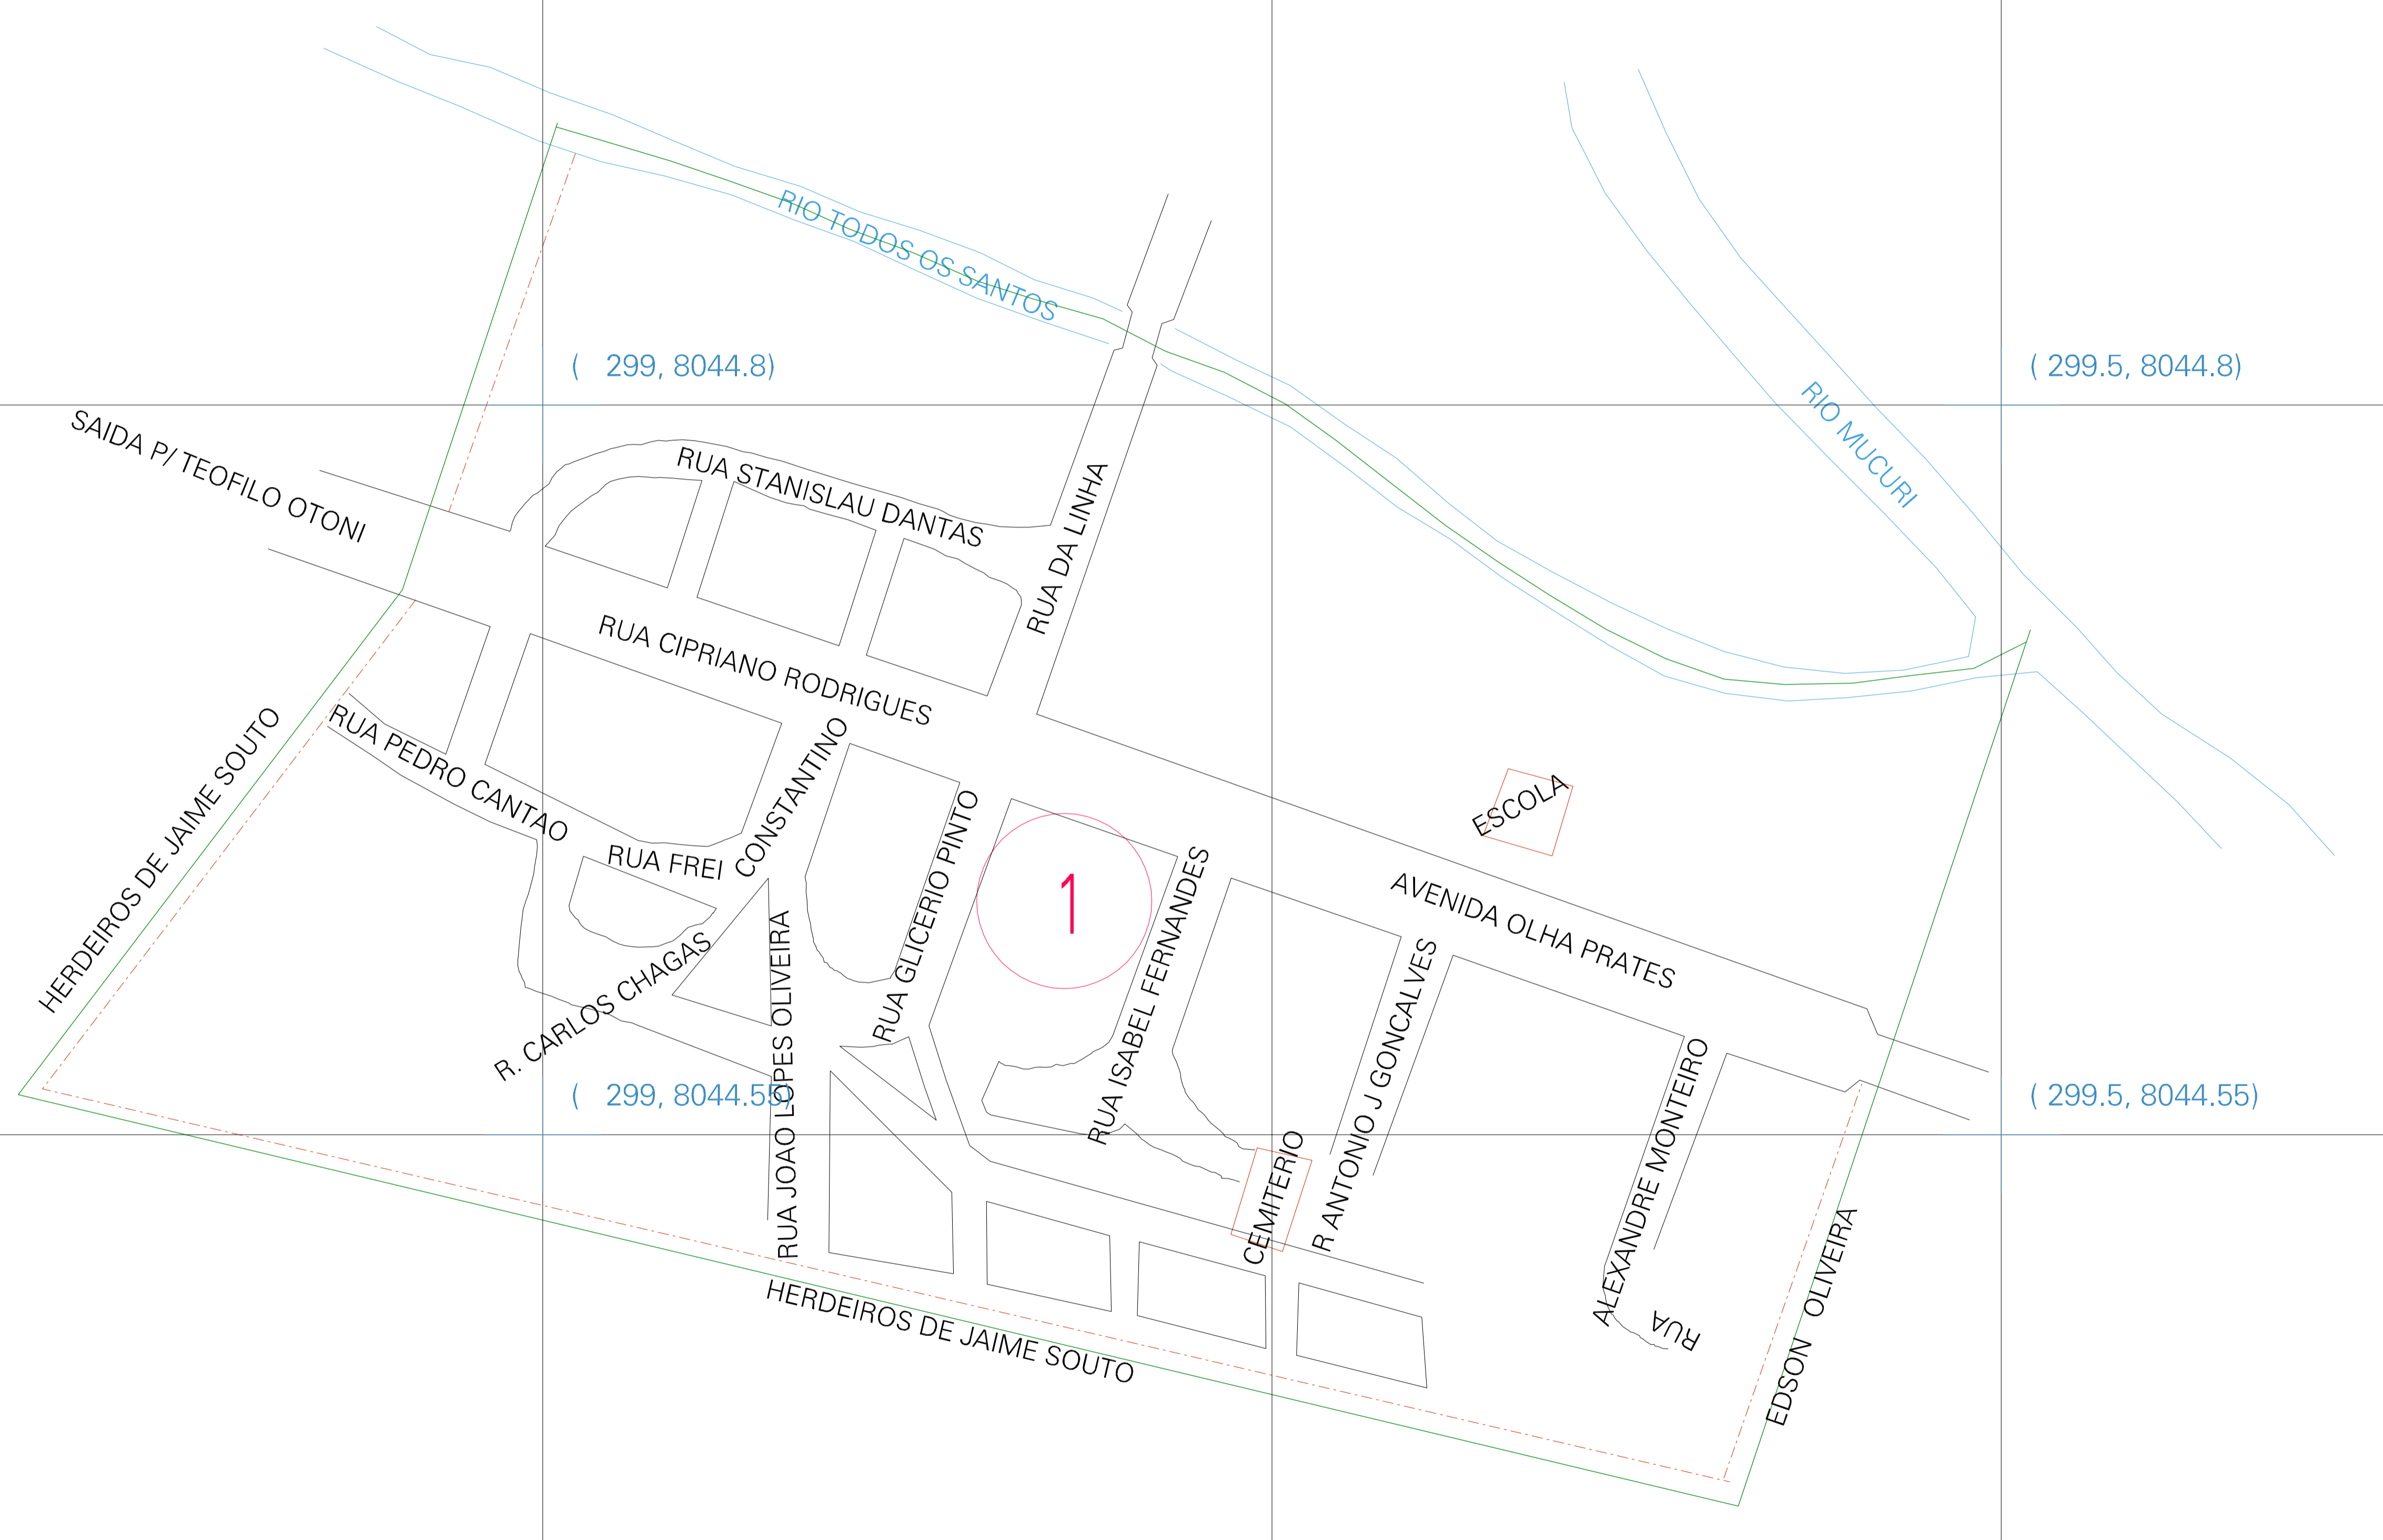 RIO TODOS OS SANTOS
( 299, 8044.8)
( 299.5, 8044.8)
RIO MUCURI
SAIDA P/ TEOFILO OTONI
RUA STANISLAU DANTAS
RUA DA LINHA
RUA CIPRIANO RODRIGUES
HERDEIROS DE JAIME SOUTO
RUA PEDRO CANTAO
RUA FREI
CONSTANTINO
ESCOLA
AVENIDA OLHA PRATES
1
RUA GLICERIO PINTO
RUA ISABEL FERNANDES
R. CARLOS CHAGAS
RUA JOAO LOPES OLIVEIRA
R ANTONIO J GONCALVES
( 299, 8044.55)
( 299.5, 8044.55)
CEMITERIO
RUA
ALEXANDRE MONTEIRO
EDSON OLIVEIRA
HERDEIROS DE JAIME SOUTO